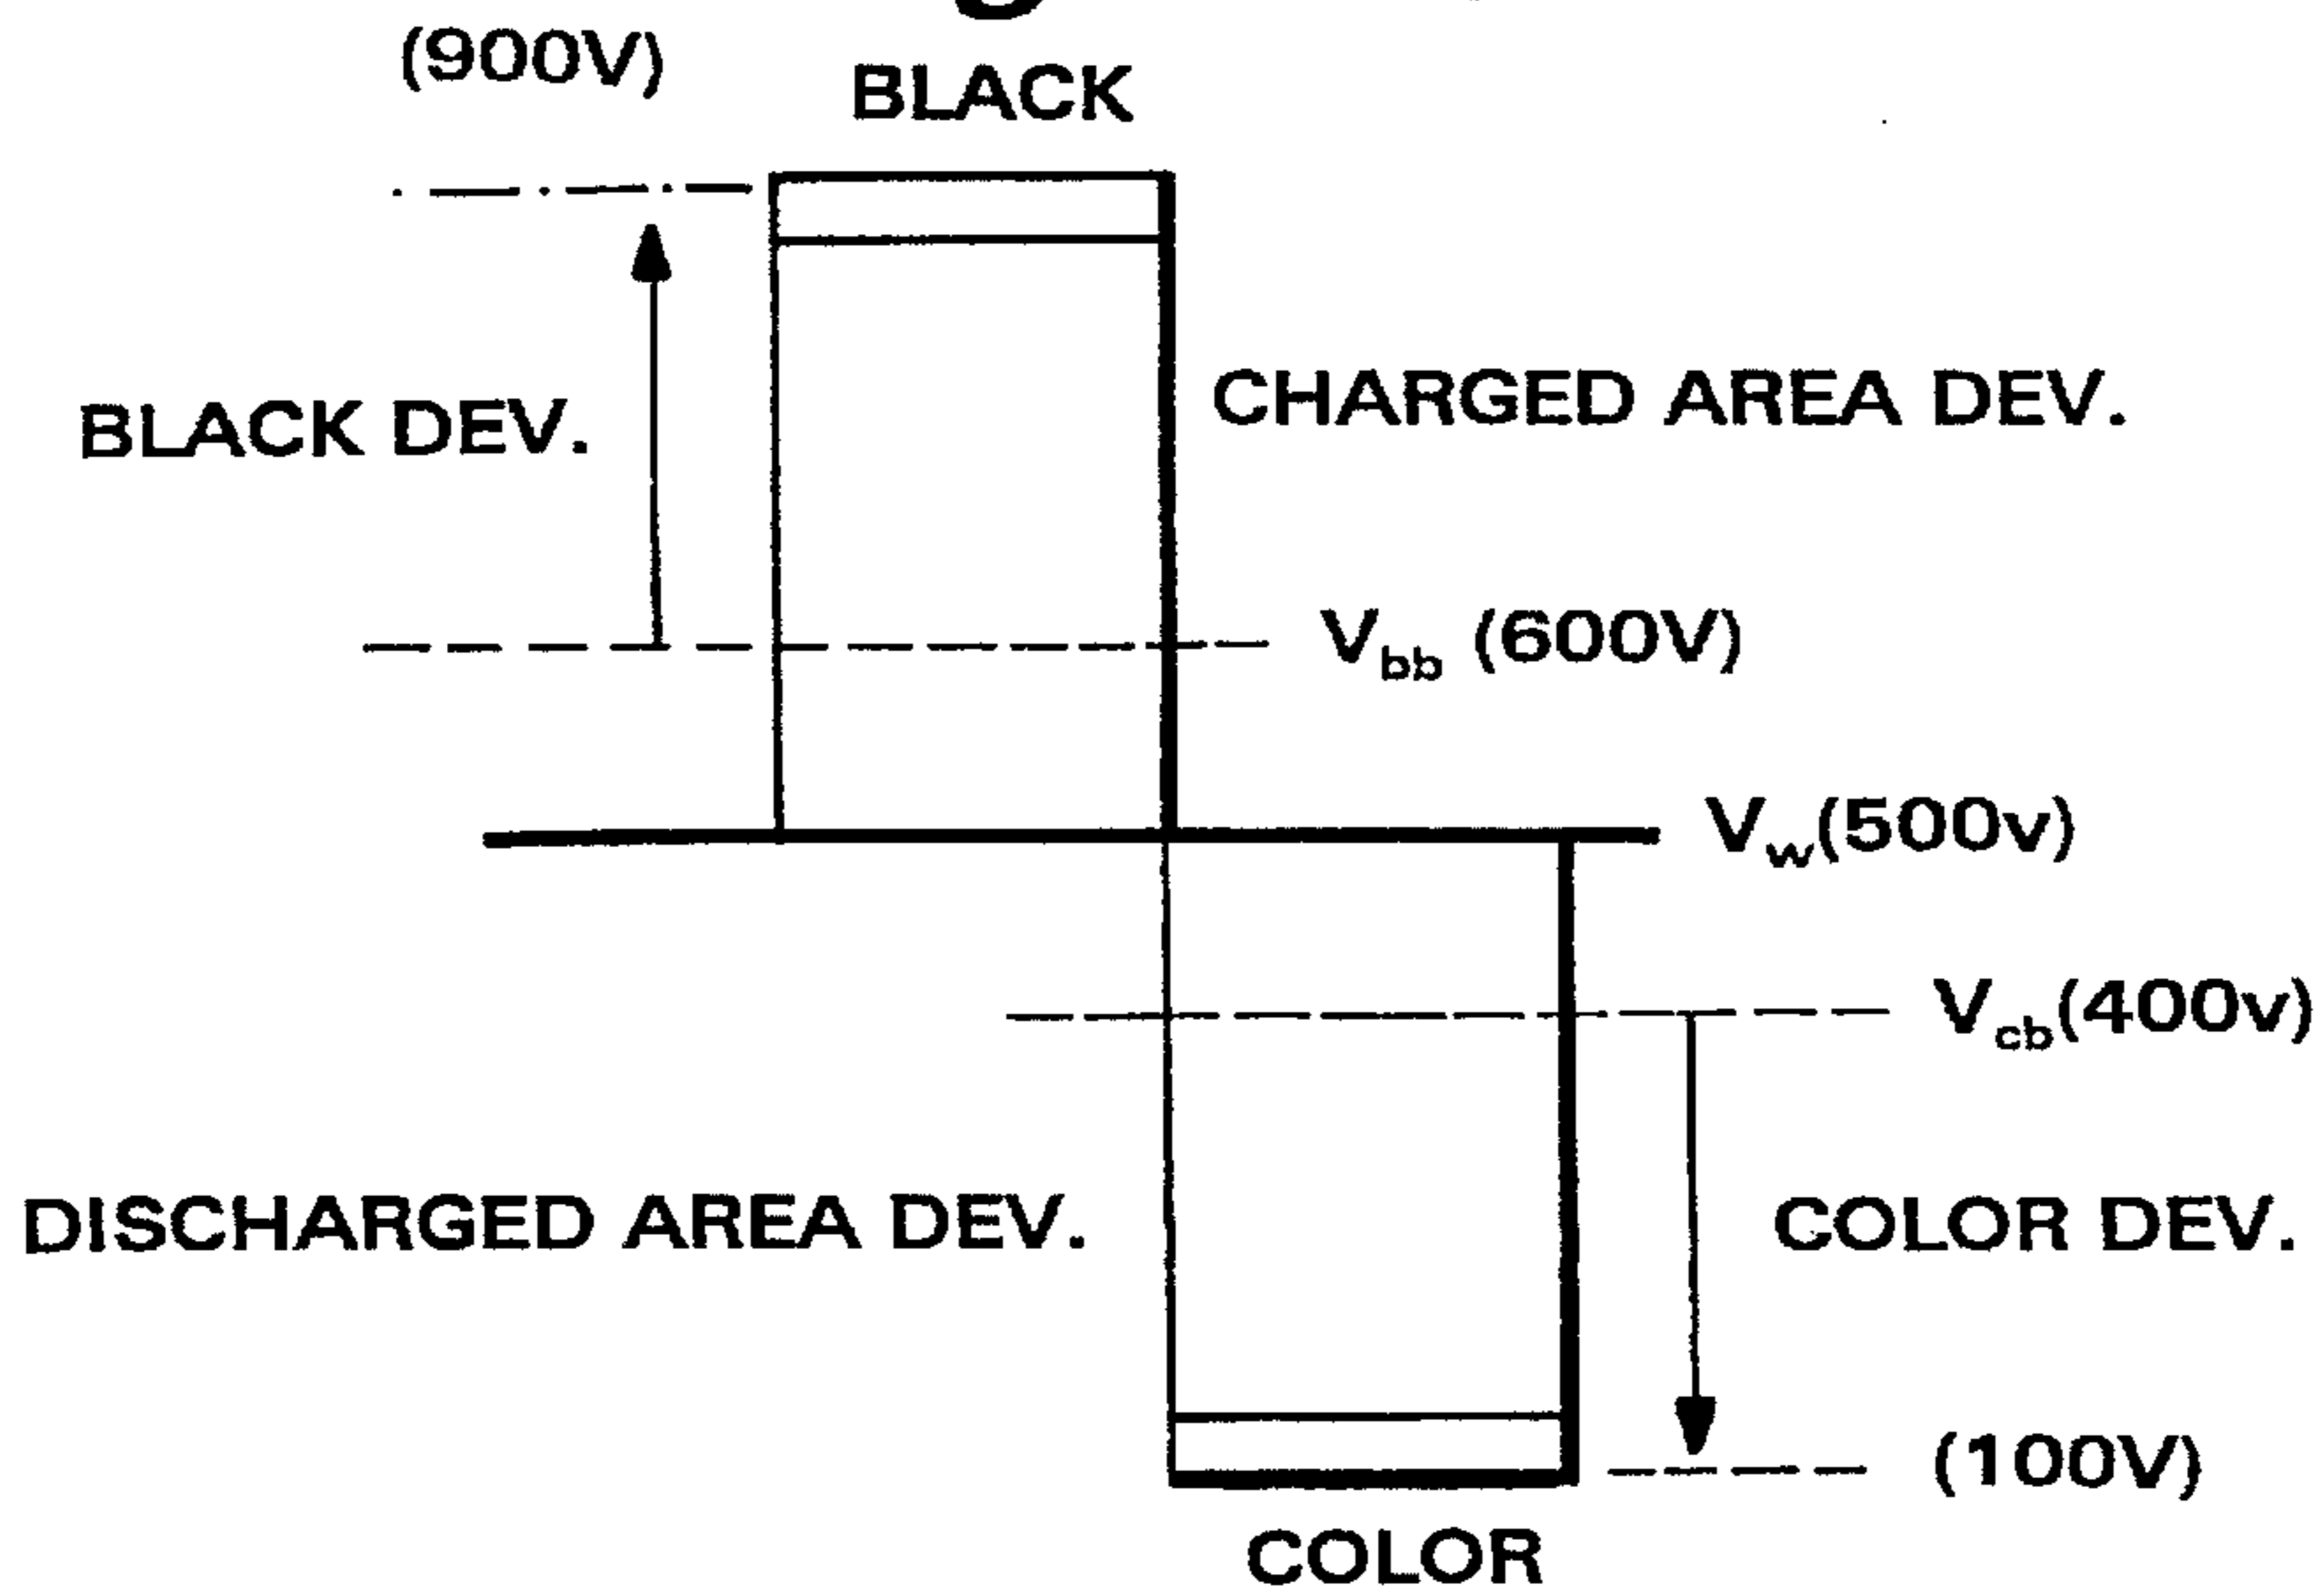 (900V)
BLACK
BLACK DEV.
CHARGED AREA DEV.
Vbb (600V)
Vw(500v)
Vcb(400v)
DISCHARGED AREA DEV.
COLOR DEV.
(100V)
COLOR